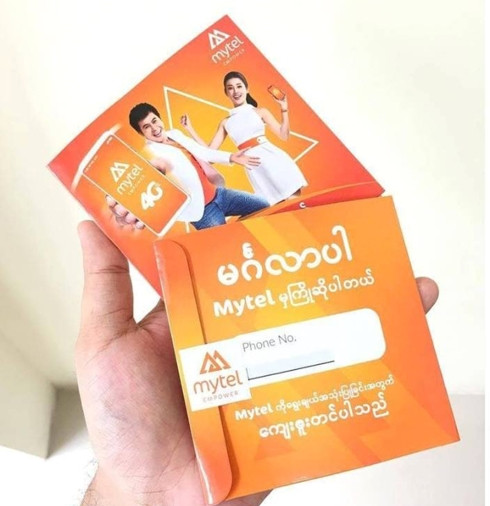 mytel
mytel
4G
မင်္ဂလာပါ
Mytel မှကြိုဆိုပါတယ်
Phone No.
mytel
EMPOWER
Mytel ကိုရွေးချယ်အသုံးပြုခြင်းအတွက်
ကျေးဇူးတင်ပါသည်